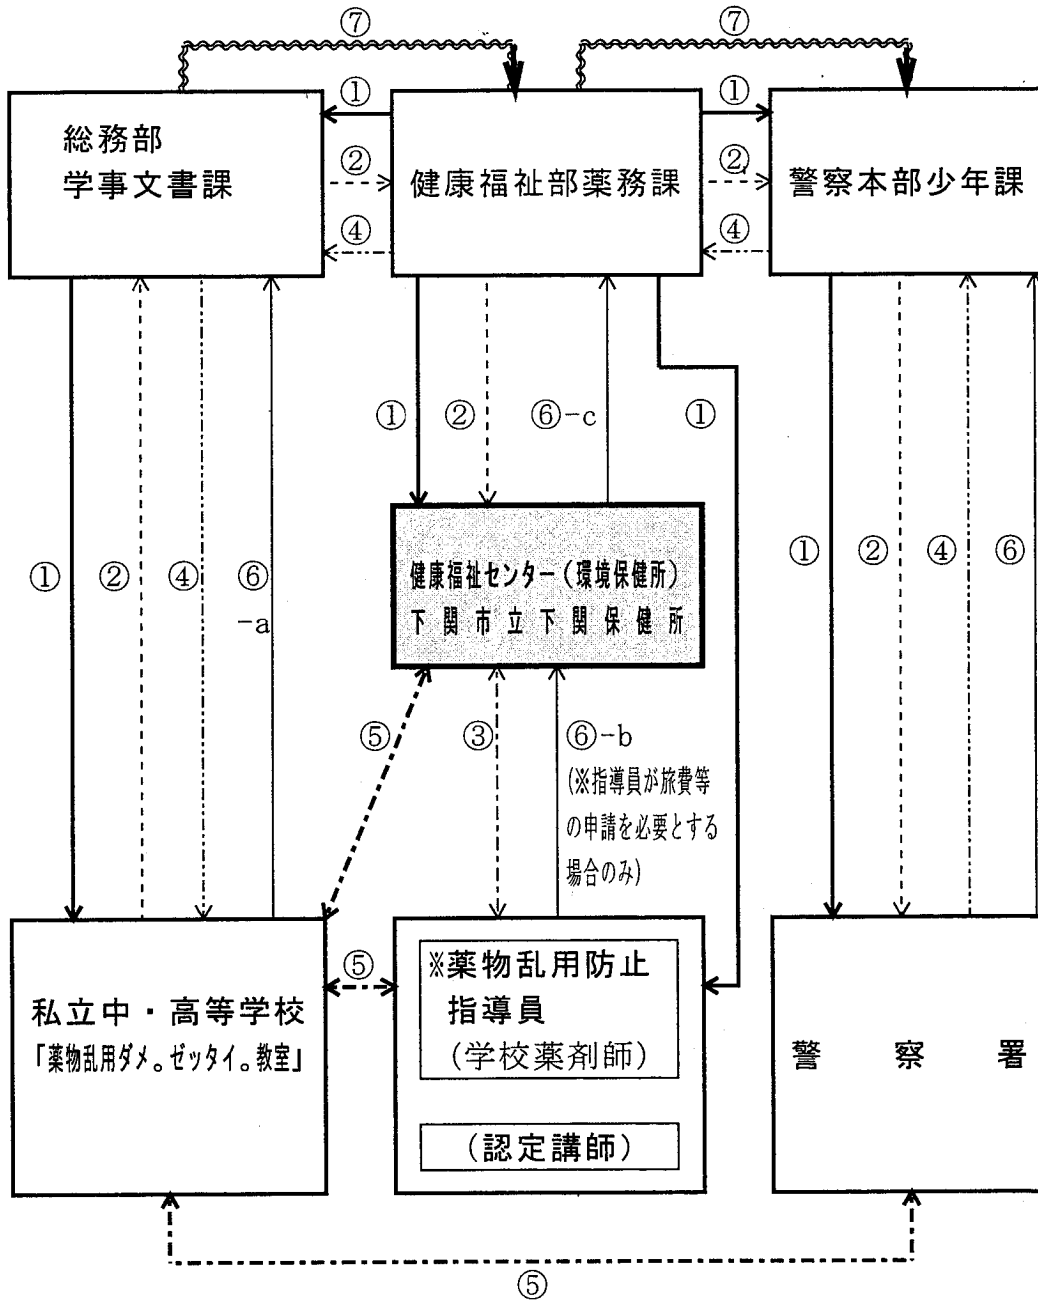 ⑦
⑦
①
①
総務部
学事文書課
②
健康福祉部薬務課
②
警察本部少年課
④
④
①
②
⑥-c
①
①
②
④
⑥
-a
健康福祉センター（環境保健所）
下関市立下関保健所
①
②
④
⑥
⑤
③
⑥-b
(※指導員が旅費等
の申請を必要とする
場合のみ)
⑤
※薬物乱用防止
指導員
(学校薬剤師)
私立中・高等学校
「薬物乱用ダメ。ゼッタイ。教室」
警察署
(認定講師)
⑤